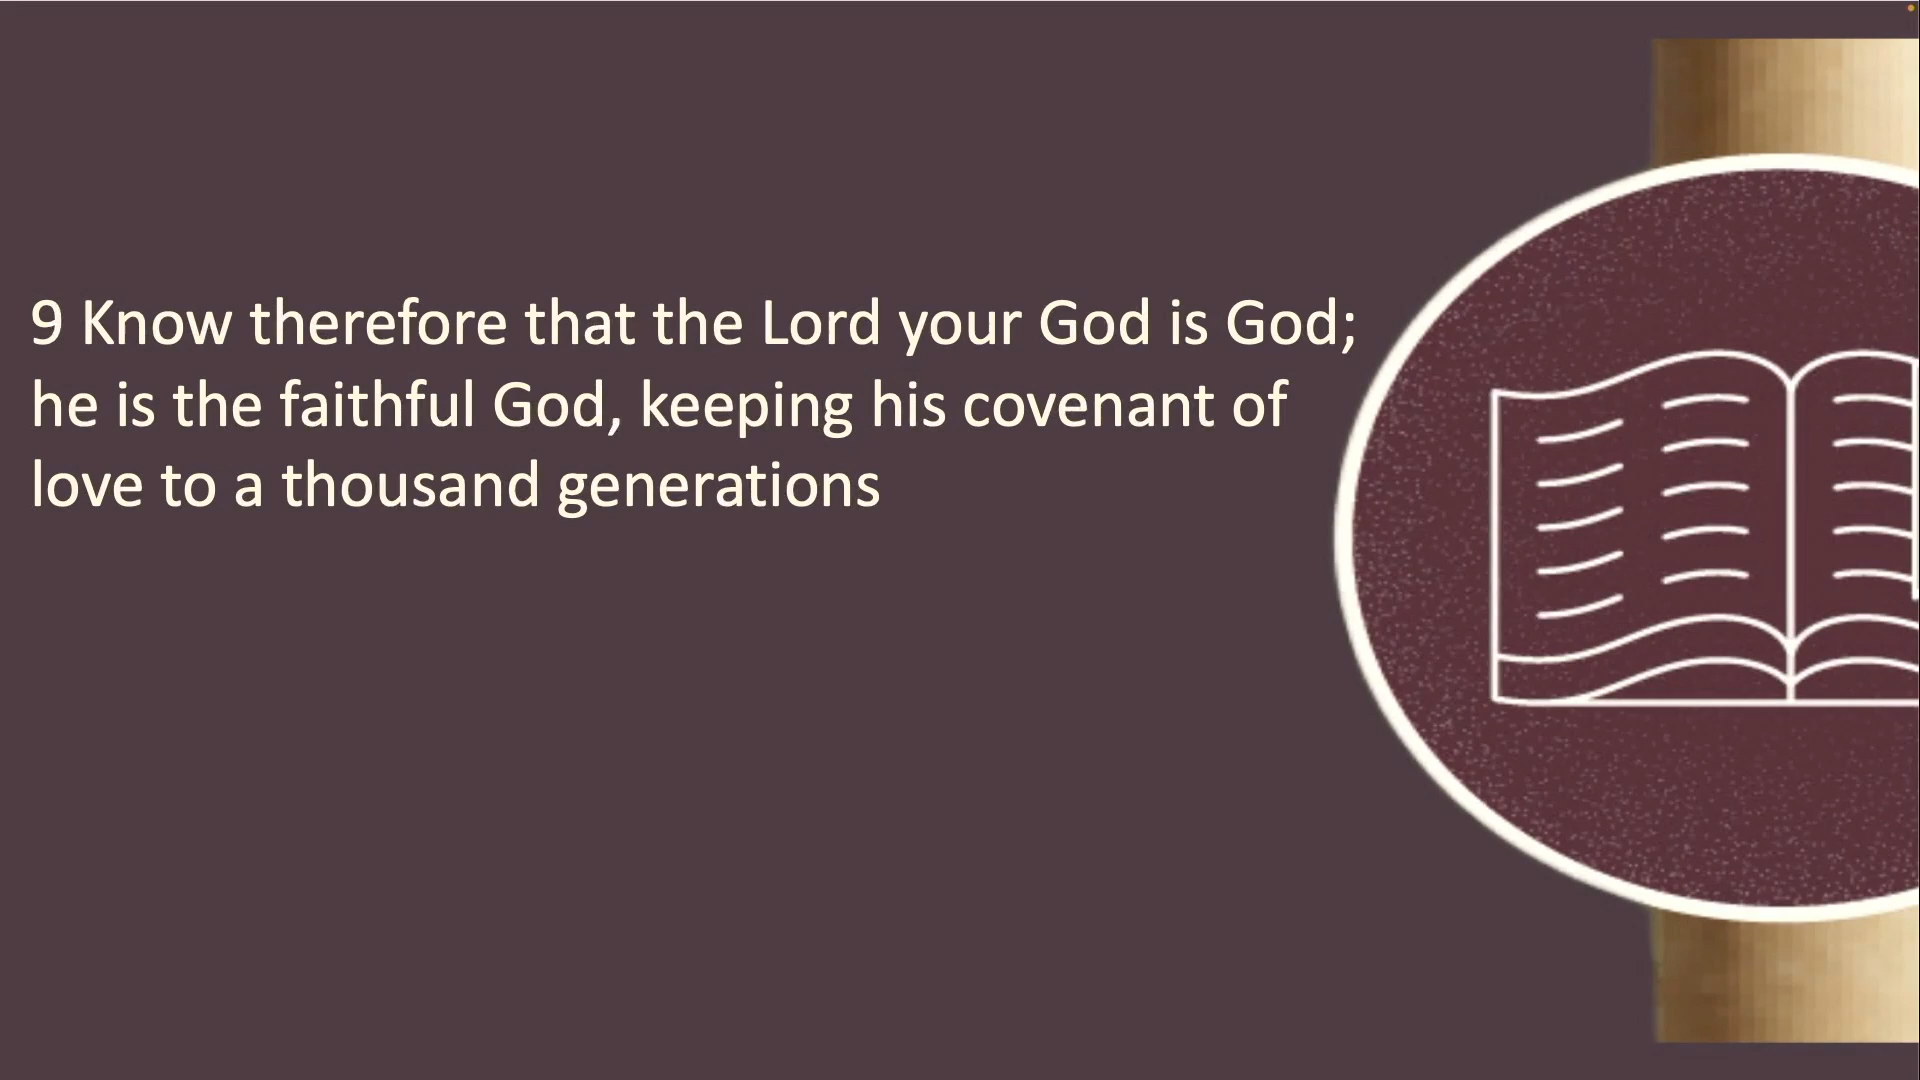 9 Know therefore that the Lord your God is God;
he is the faithful God, keeping his covenant of
love to a thousand generations